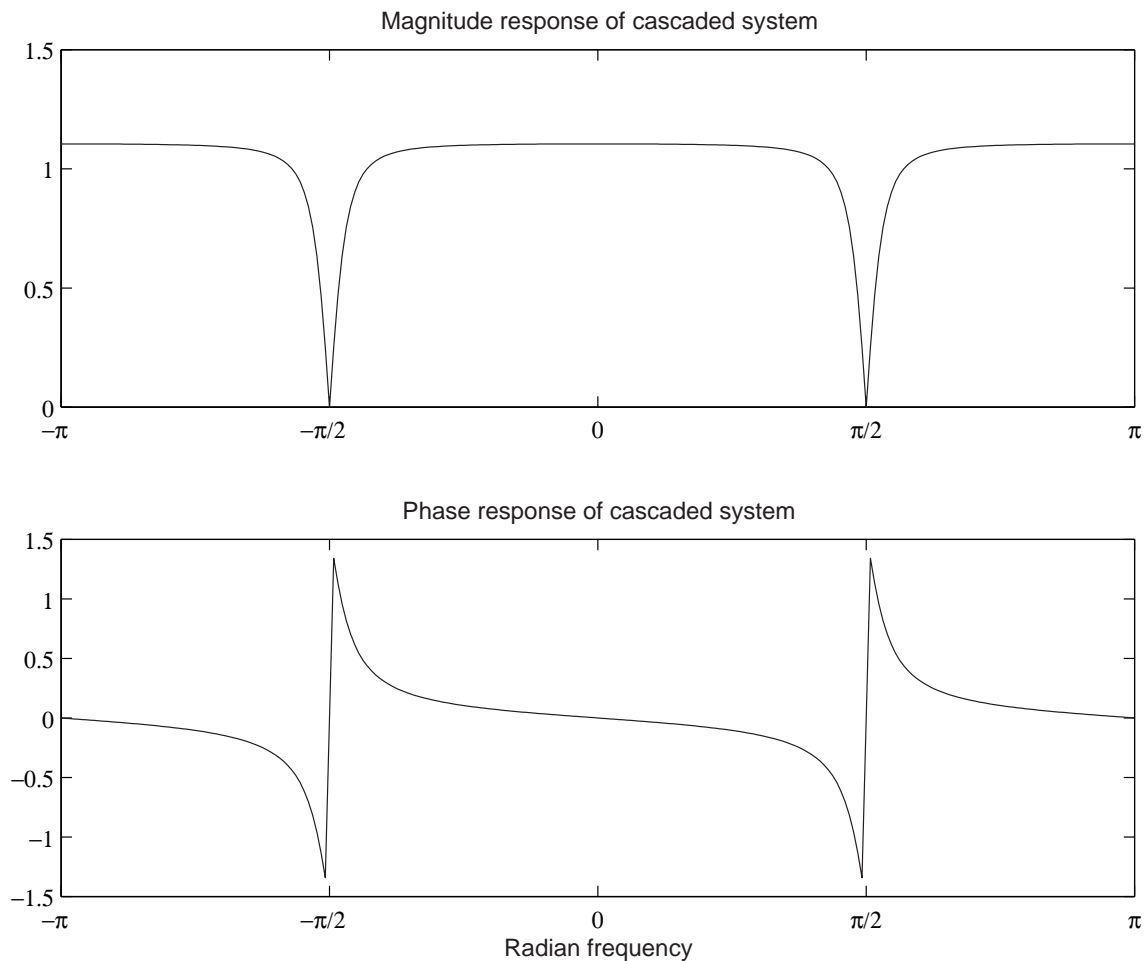 Magnitude response of cascaded system
1.5
1
0.5
0
−π −π/2 0 π/2 π
Phase response of cascaded system
1.5
1
0.5
0
−0.5
−1
−1.5
−π −π/2 0 π/2 π
Radian frequency